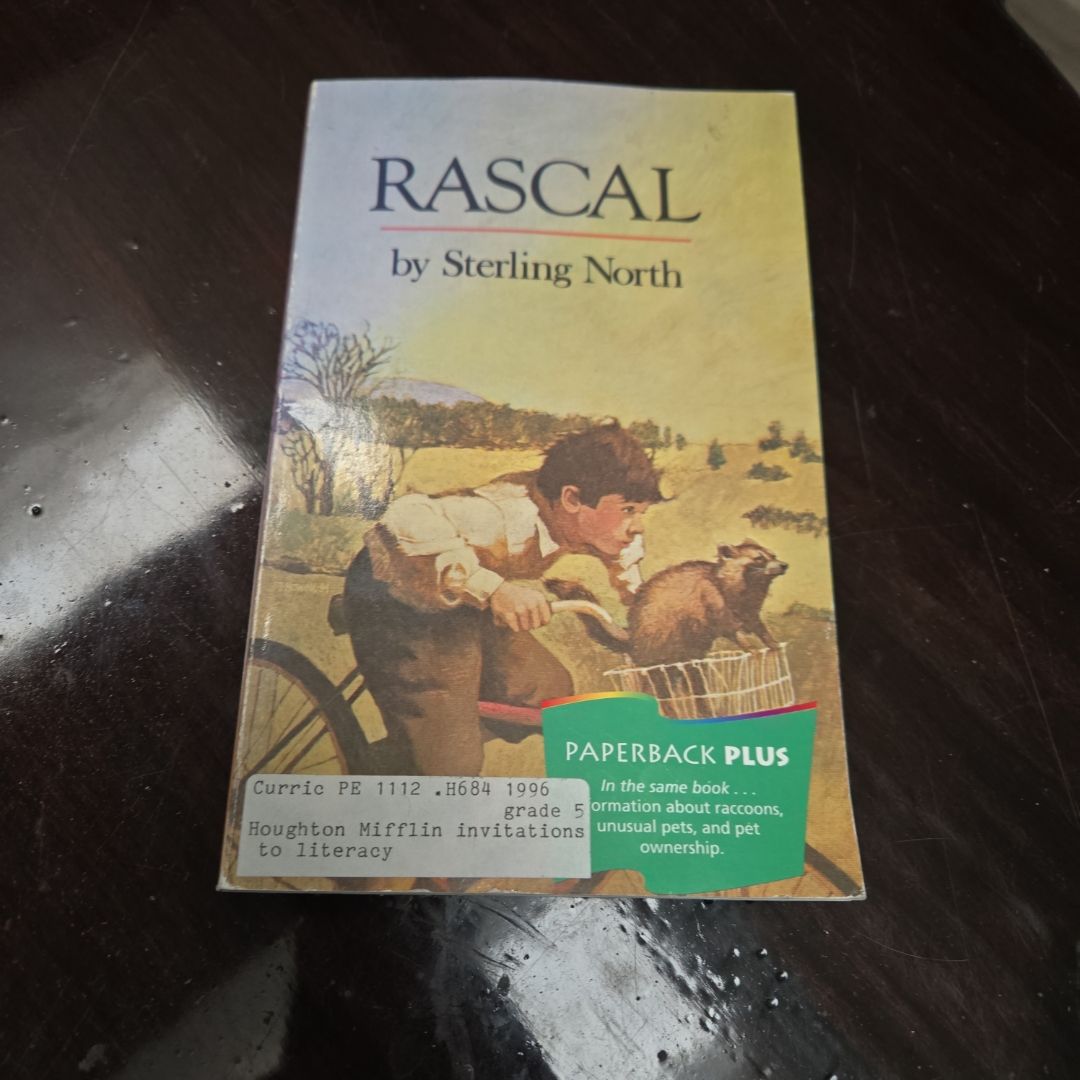 RASCAL
by Sterling North
PAPERBACK PLUS
In the same book . . .
ormation about raccoons,
unusual pets, and pet
ownership.
Curric PE 1112 .H684 1996
grade 5
Houghton Mifflin invitations
to literacy